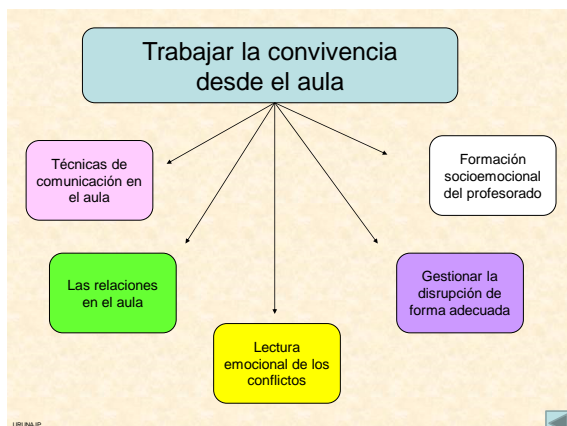 Trabajar la convivencia
desde el aula
Técnicas de
comunicación en
el aula
Formación
socioemocional
del profesorado
Las relaciones
en el aula
Gestionar la
disrupción de
forma adecuada
Lectura
emocional de los
conflictos